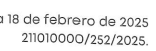 a 18 de febrero de 2025
211010000/252/2025.